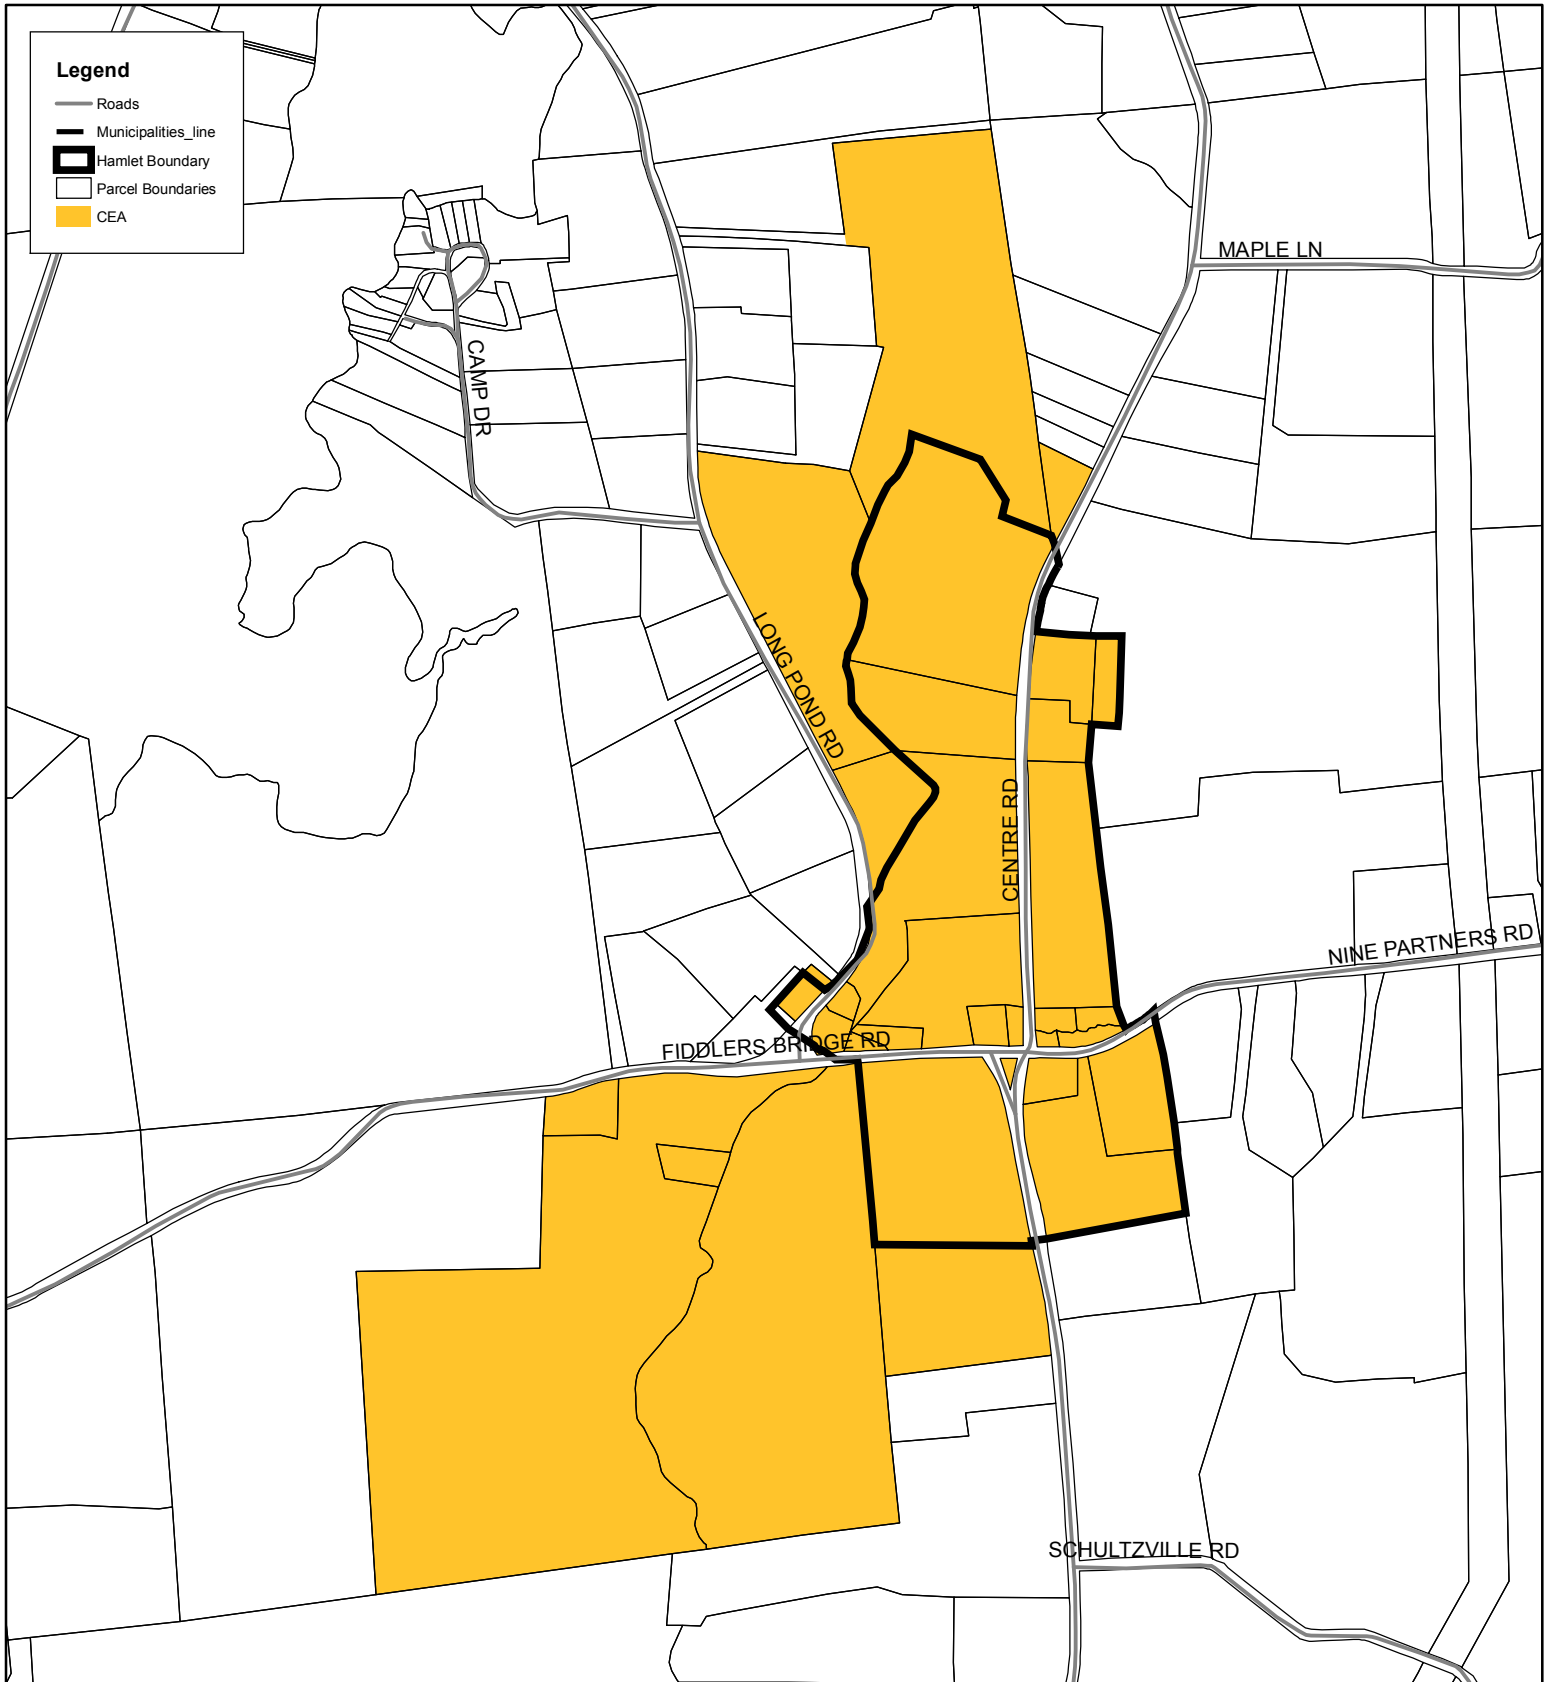 Legend
Roads
Municipalities_line
Hamlet Boundary
Parcel Boundaries
CEA
MAPLE LN
CAMP DR
LONG POND RD
CENTRE RD
NINE PARTNERS RD
FIDDLERS BRIDGE RD
SCHULTZVILLE RD